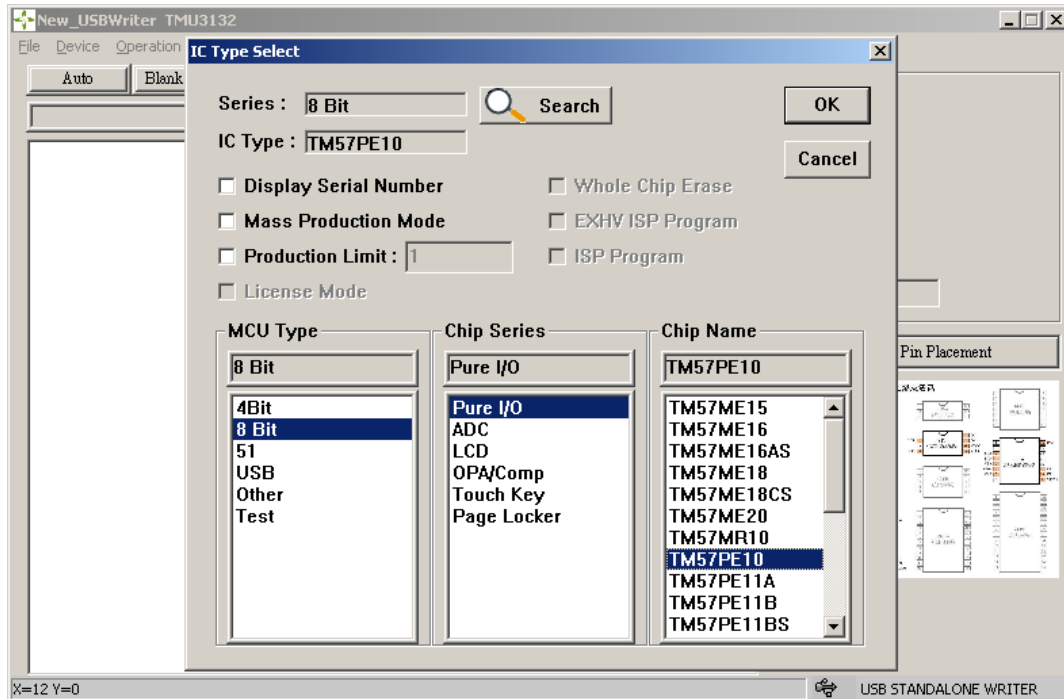 New_USBWriter TMU3132
File Device Operation
Auto Blank
IC Type Select
Series : 8 Bit Search OK
IC Type : TM57PE10
Cancel
Display Serial Number Whole Chip Erase
Mass Production Mode EXHV ISP Program
Production Limit : 1 ISP Program
License Mode
MCU Type Chip Series Chip Name
8 Bit Pure I/O TM57PE10
Pin Placement
4Bit Pure I/O TM57ME15
8 Bit ADC TM57ME16
51 LCD TM57ME16AS
USB OPA/Comp TM57ME18
Other Touch Key TM57ME18CS
Test Page Locker TM57ME20
TM57MR10
TM57PE10
TM57PE11A
TM57PE11B
TM57PE11BS
X=12 Y=0 USB STANDALONE WRITER